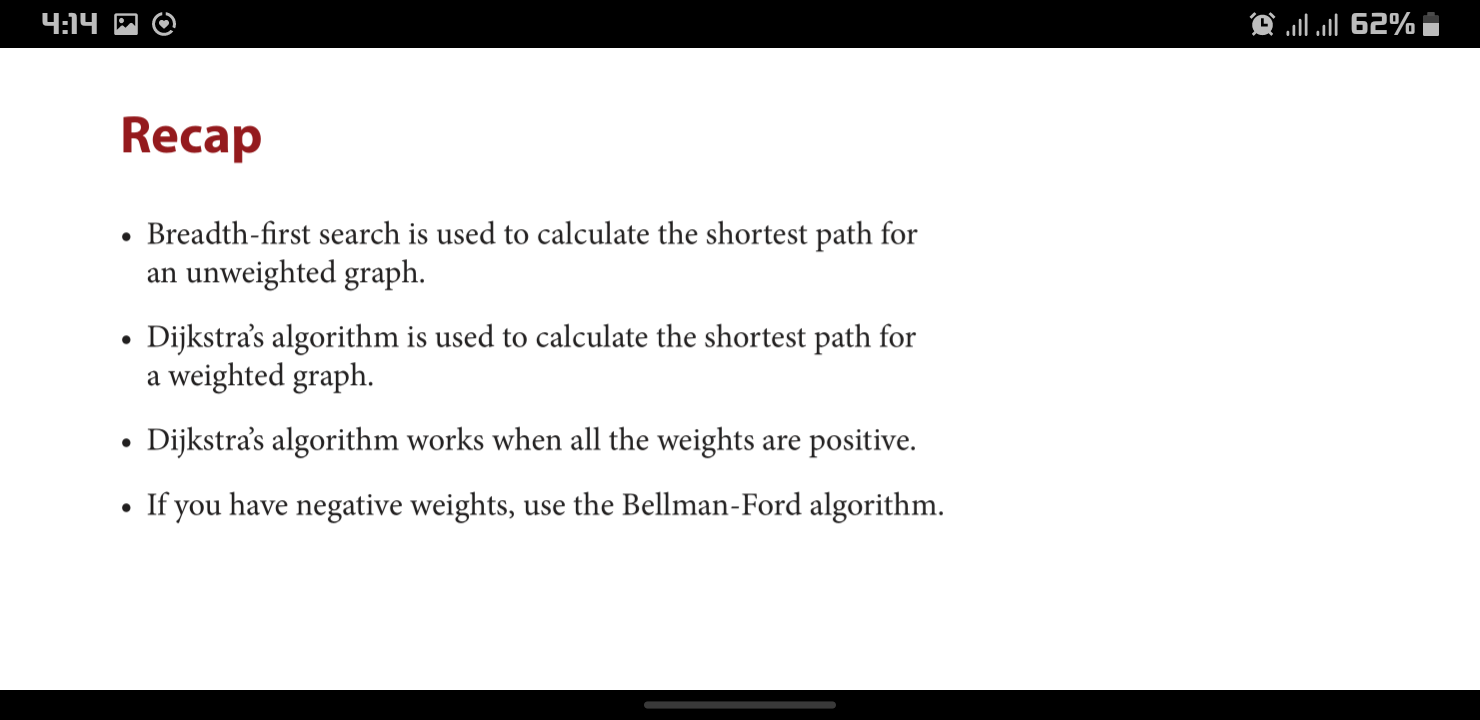 4:14 62%
Recap
• Breadth-first search is used to calculate the shortest path for
an unweighted graph.
• Dijkstra’s algorithm is used to calculate the shortest path for
a weighted graph.
• Dijkstra’s algorithm works when all the weights are positive.
• If you have negative weights, use the Bellman-Ford algorithm.